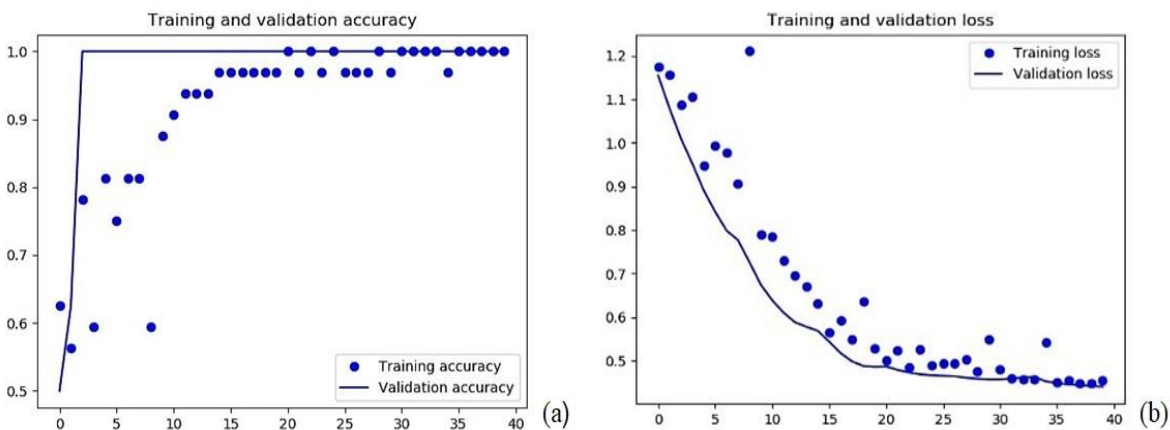 Training and validation accuracy
1.0
0.9
0.8
0.7
0.6
0.5
0 5 10 15 20 25 30 35 40
Training accuracy
Validation accuracy
(a)
Training and validation loss
1.2
1.1
1.0
0.9
0.8
0.7
0.6
0.5
0 5 10 15 20 25 30 35 40
Training loss
Validation loss
(b)